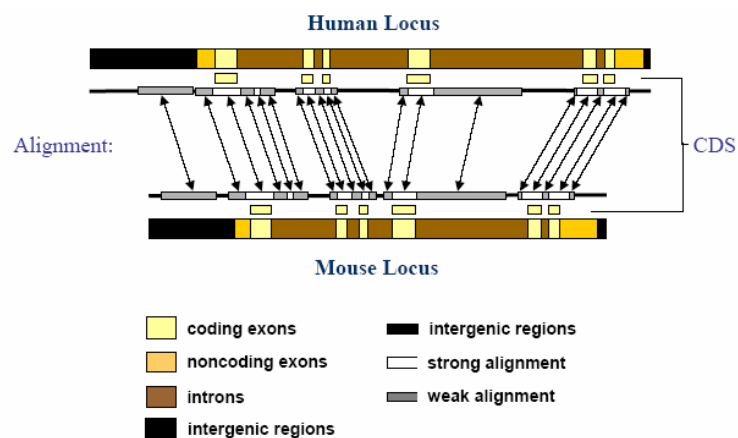 Human Locus
Alignment:
CDS
Mouse Locus
coding exons
noncoding exons
introns
intergenic regions
intergenic regions
strong alignment
weak alignment